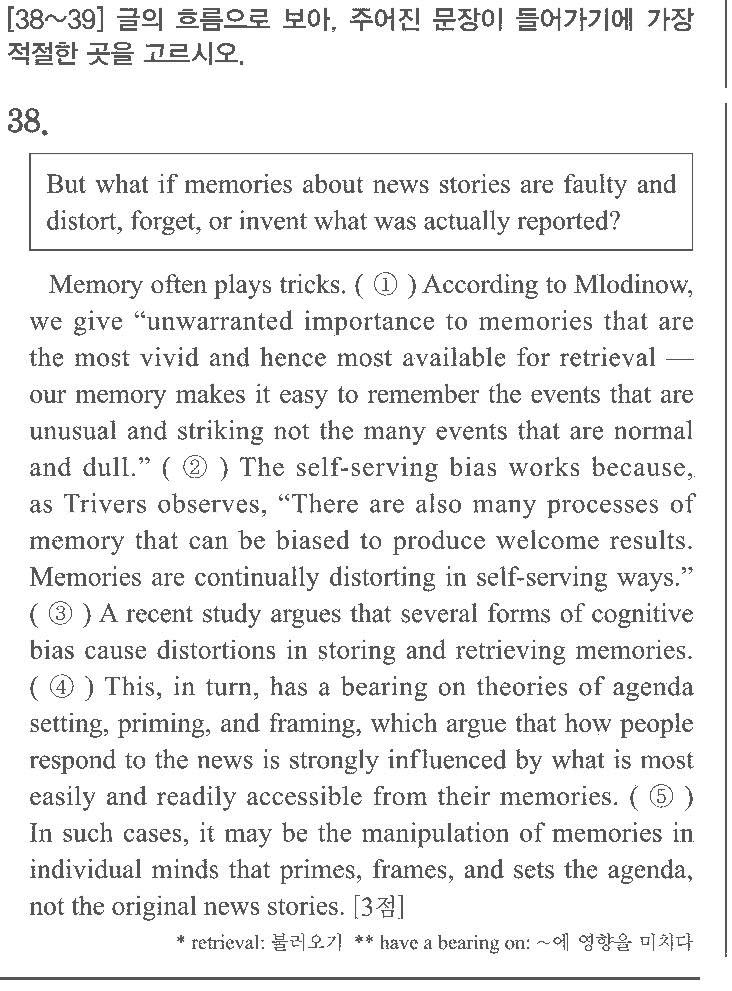 [38~39] 글의 흐름으로 보아, 주어진 문장이 들어가기에 가장
적절한 곳을 고르시오.
38.
But what if memories about news stories are faulty and
distort, forget, or invent what was actually reported?
Memory often plays tricks. ( ① ) According to Mlodinow,
we give “unwarranted importance to memories that are
the most vivid and hence most available for retrieval —
our memory makes it easy to remember the events that are
unusual and striking not the many events that are normal
and dull.” ( ② ) The self-serving bias works because,
as Trivers observes, “There are also many processes of
memory that can be biased to produce welcome results.
Memories are continually distorting in self-serving ways.”
( ③ ) A recent study argues that several forms of cognitive
bias cause distortions in storing and retrieving memories.
( ④ ) This, in turn, has a bearing on theories of agenda
setting, priming, and framing, which argue that how people
respond to the news is strongly influenced by what is most
easily and readily accessible from their memories. ( ⑤ )
In such cases, it may be the manipulation of memories in
individual minds that primes, frames, and sets the agenda,
not the original news stories. [3점]
* retrieval: 불러오기 ** have a bearing on: ~에 영향을 미치다